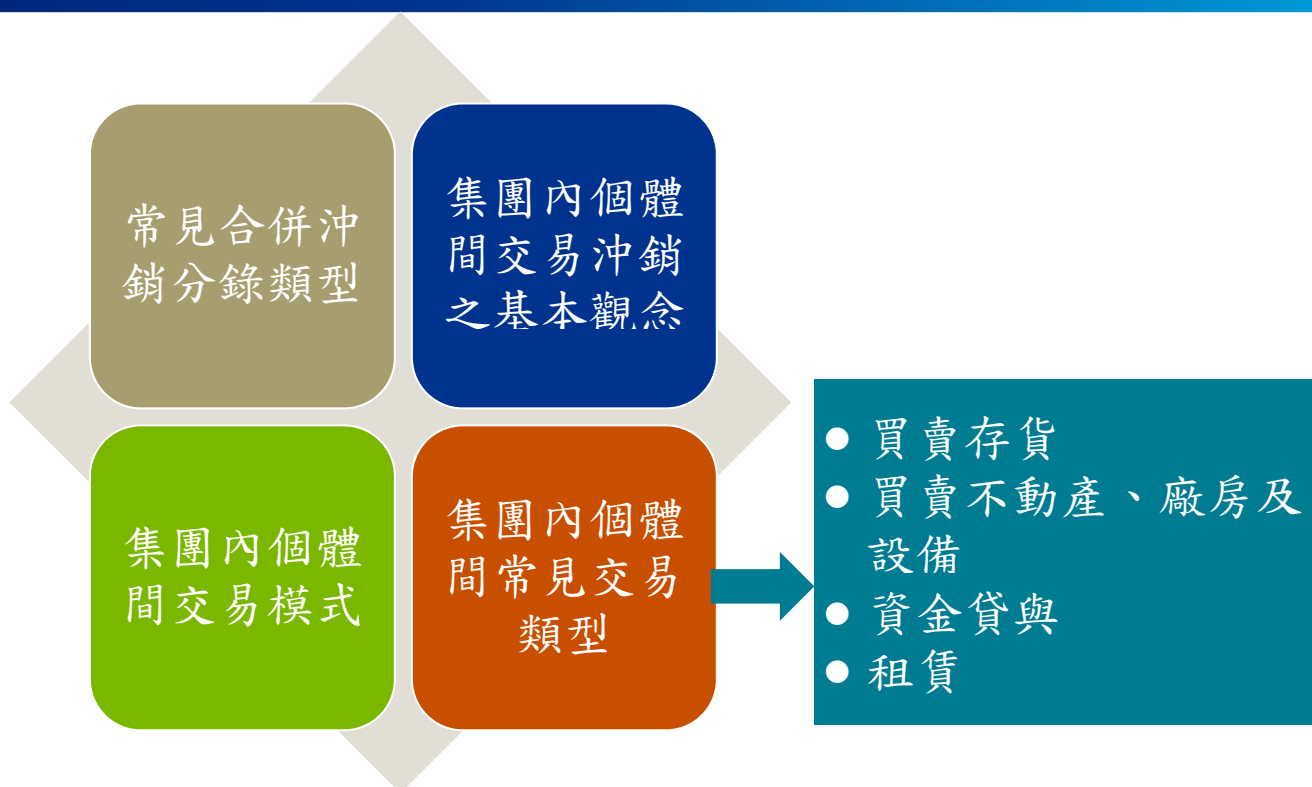 常見合併沖
銷分錄類型
集團內個體
間交易沖銷
之基本觀念
集團內個體
間交易模式
集團內個體
間常見交易
類型
● 買賣存貨
● 買賣不動產、廠房及
設備
● 資金貸與
● 租賃